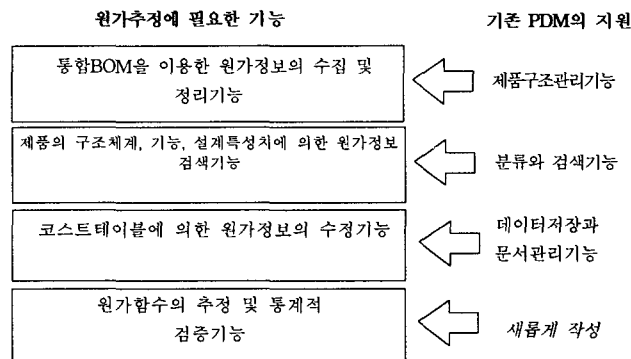 원가추정에 필요한 기능
기존 PDM의 지원
통합BOM을 이용한 원가정보의 수집 및
정리기능
제품구조관리기능
제품의 구조체계, 기능, 설계특성치에 의한 원가정보
검색기능
분류와 검색기능
코스트테이블에 의한 원가정보의 수정기능
데이터저장과
문서관리기능
원가함수의 추정 및 통계적
검증기능
새롭게 작성